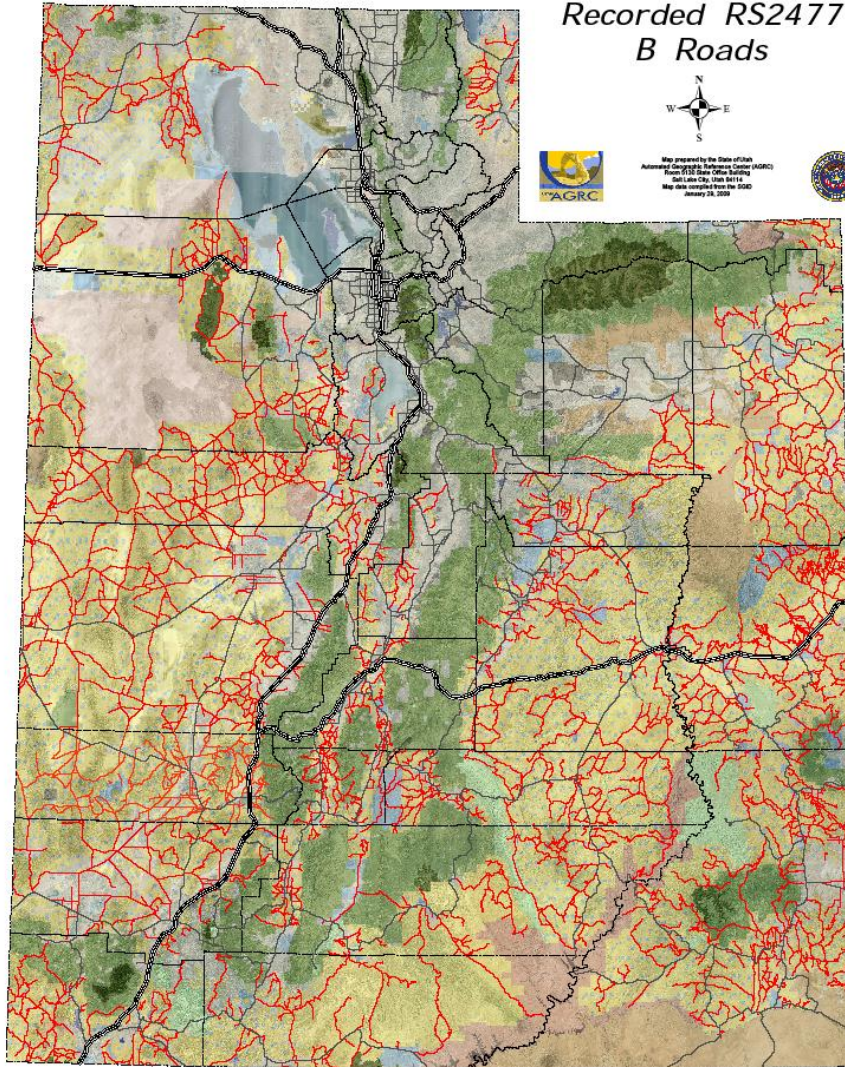 Recorded RS2477
B Roads
N
W E
S
Map prepared by the State of Utah
Automated Geographic Reference Center (AGRC)
Room 5130 State Office Building
Salt Lake City, Utah 84114
Map data compiled from the SGID
January 29, 2009
AGRC